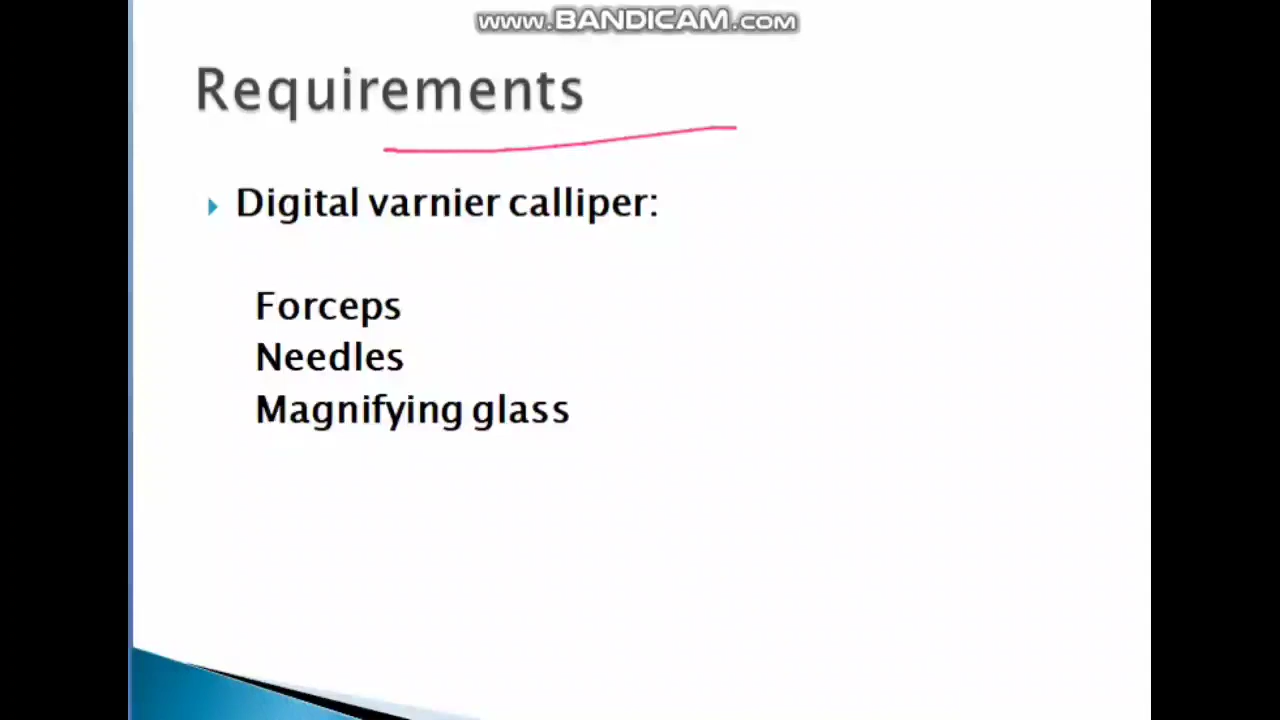 www.BANDICAM.com
Requirements
Digital varnier calliper:
Forceps
Needles
Magnifying glass